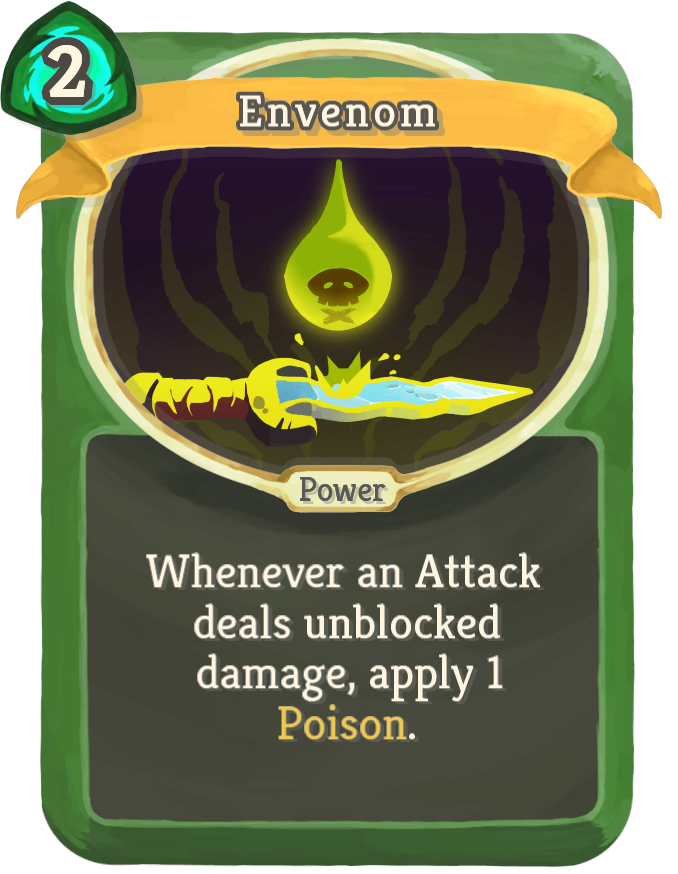 2
Envenom
Power
Whenever an Attack
deals unblocked
damage, apply 1
Poison.